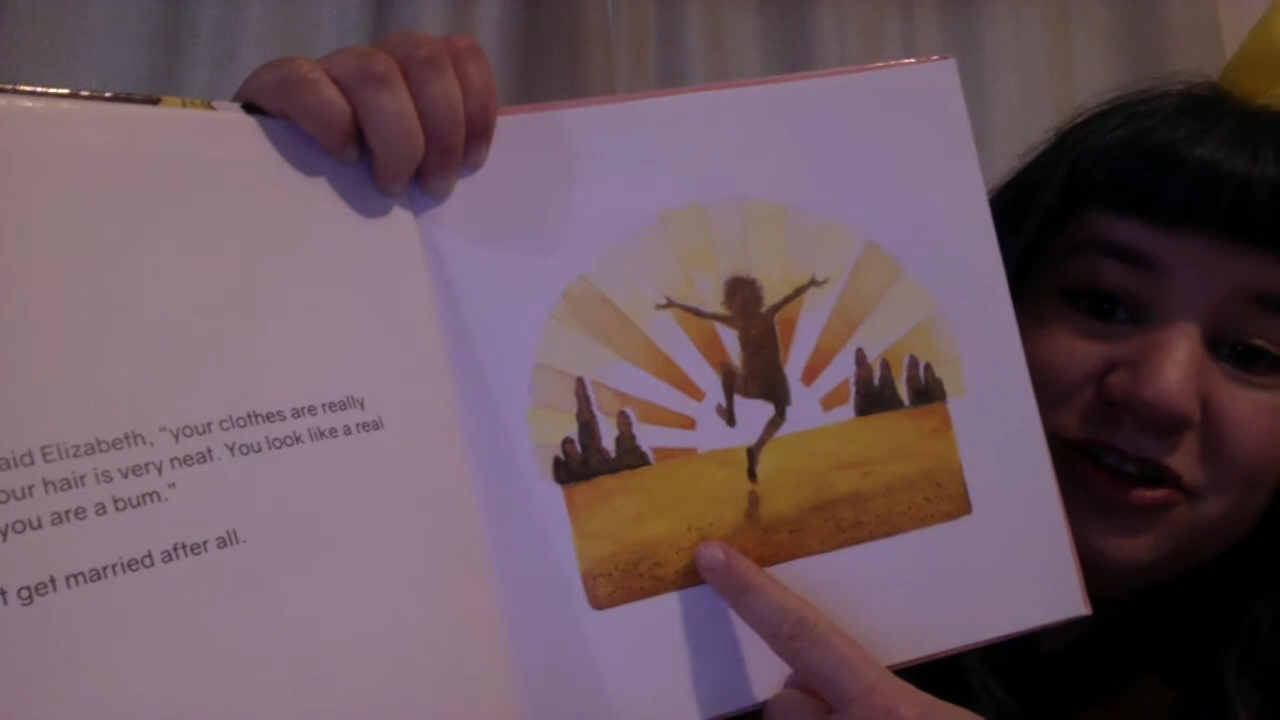 aid Elizabeth, “your clothes are really
our hair is very neat. You look like a real
you are a bum.”
t get married after all.